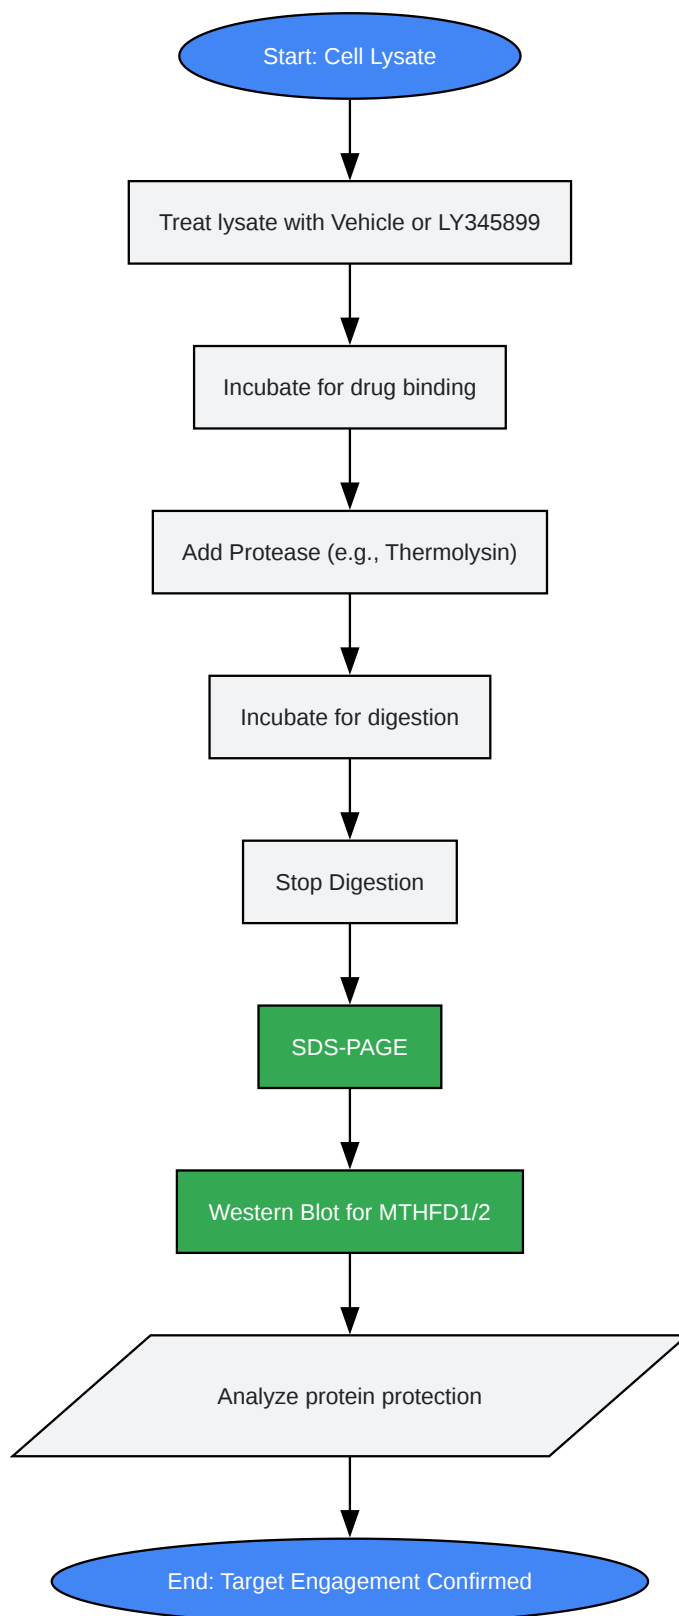 Start: Cell Lysate
Treat lysate with Vehicle or LY345899
Incubate for drug binding
Add Protease (e.g., Thermolysin)
Incubate for digestion
Stop Digestion
SDS-PAGE
Western Blot for MTHFD1/2
Analyze protein protection
End: Target Engagement Confirmed